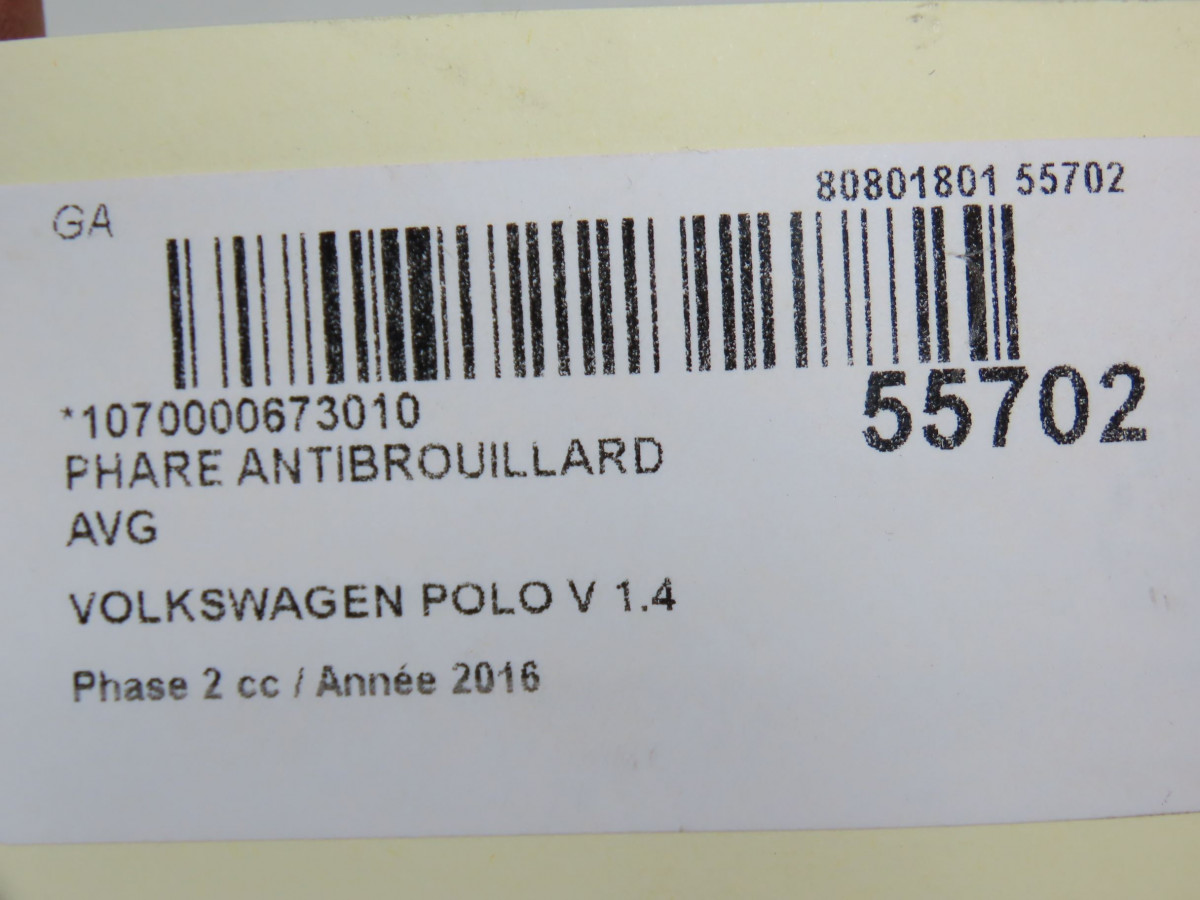 80801801 55702
GA
*1070000673010
55702
PHARE ANTIBROUILLARD
AVG
VOLKSWAGEN POLO V 1.4
Phase 2 cc / Année 2016